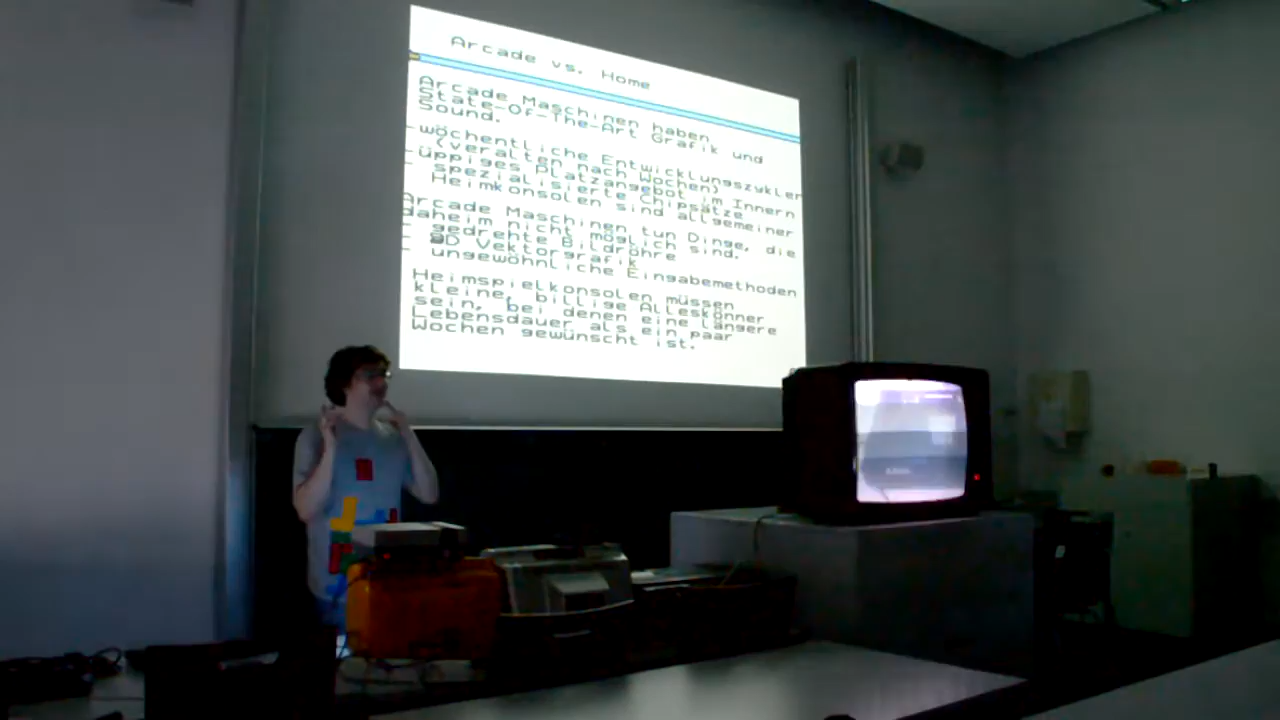 Arcade vs. Home
Arcade Maschinen haben
State-Of-The-Art Grafik und
Sound.
-wöchentliche Entwicklungszyklen
(veralten nach Wochen)
-üppiges Platzangebot im Innern
- spezialisierte Chipsätze
Heimkonsolen sind allgemeiner
Arcade Maschinen tun Dinge, die
daheim nicht möglich sind.
- gedrehte Bildröhre
- 3D Vektorgrafik
- ungewöhnliche Eingabemethoden
Heimspielkonsolen müssen
kleine, billige Alleskönner
sein, bei denen eine längere
Lebensdauer als ein paar
Wochen gewünscht ist.